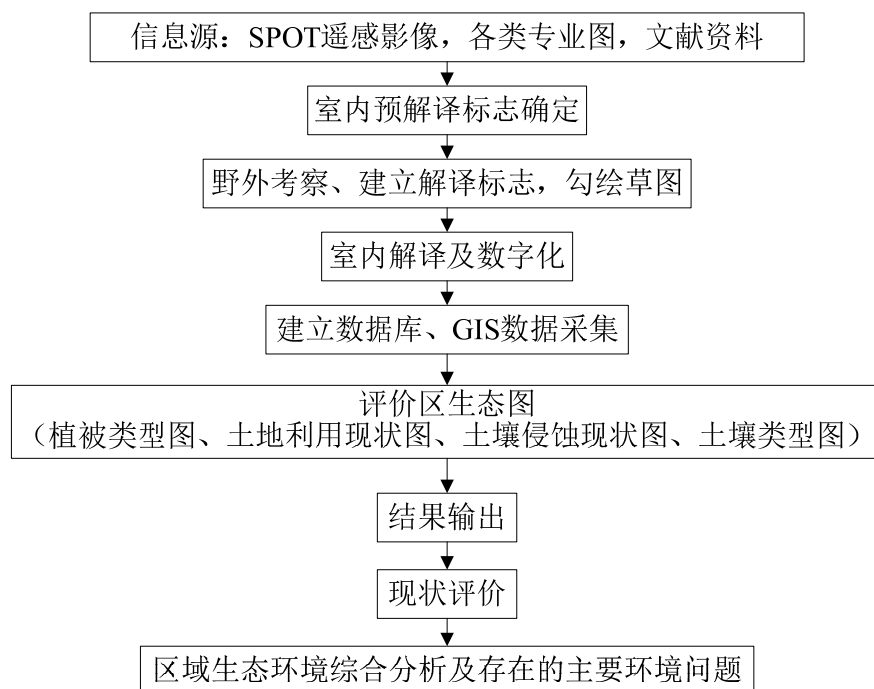 信息源：SPOT遥感影像，各类专业图，文献资料
室内预解译标志确定
野外考察、建立解译标志，勾绘草图
室内解译及数字化
建立数据库、GIS数据采集
评价区生态图
（植被类型图、土地利用现状图、土壤侵蚀现状图、土壤类型图）
结果输出
现状评价
区域生态环境综合分析及存在的主要环境问题